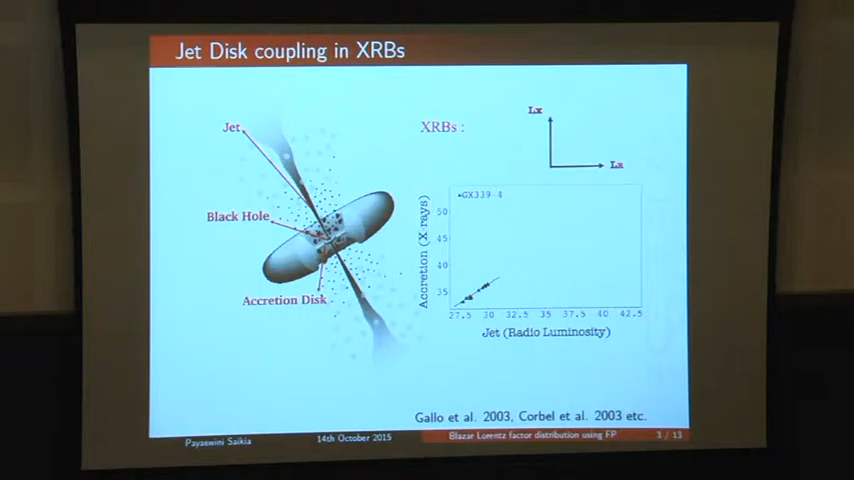 Jet Disk coupling in XRBs
Jet
Black Hole
Accretion Disk
XRBs :
Lx
LR
GX339-4
Accretion (X-rays)
50
45
40
35
27.5 30 32.5 35 37.5 40 42.5
Jet (Radio Luminosity)
Gallo et al. 2003, Corbel et al. 2003 etc.
Payaswini Saikia
14th October 2015
Blazar Lorentz factor distribution using FP
3 / 13